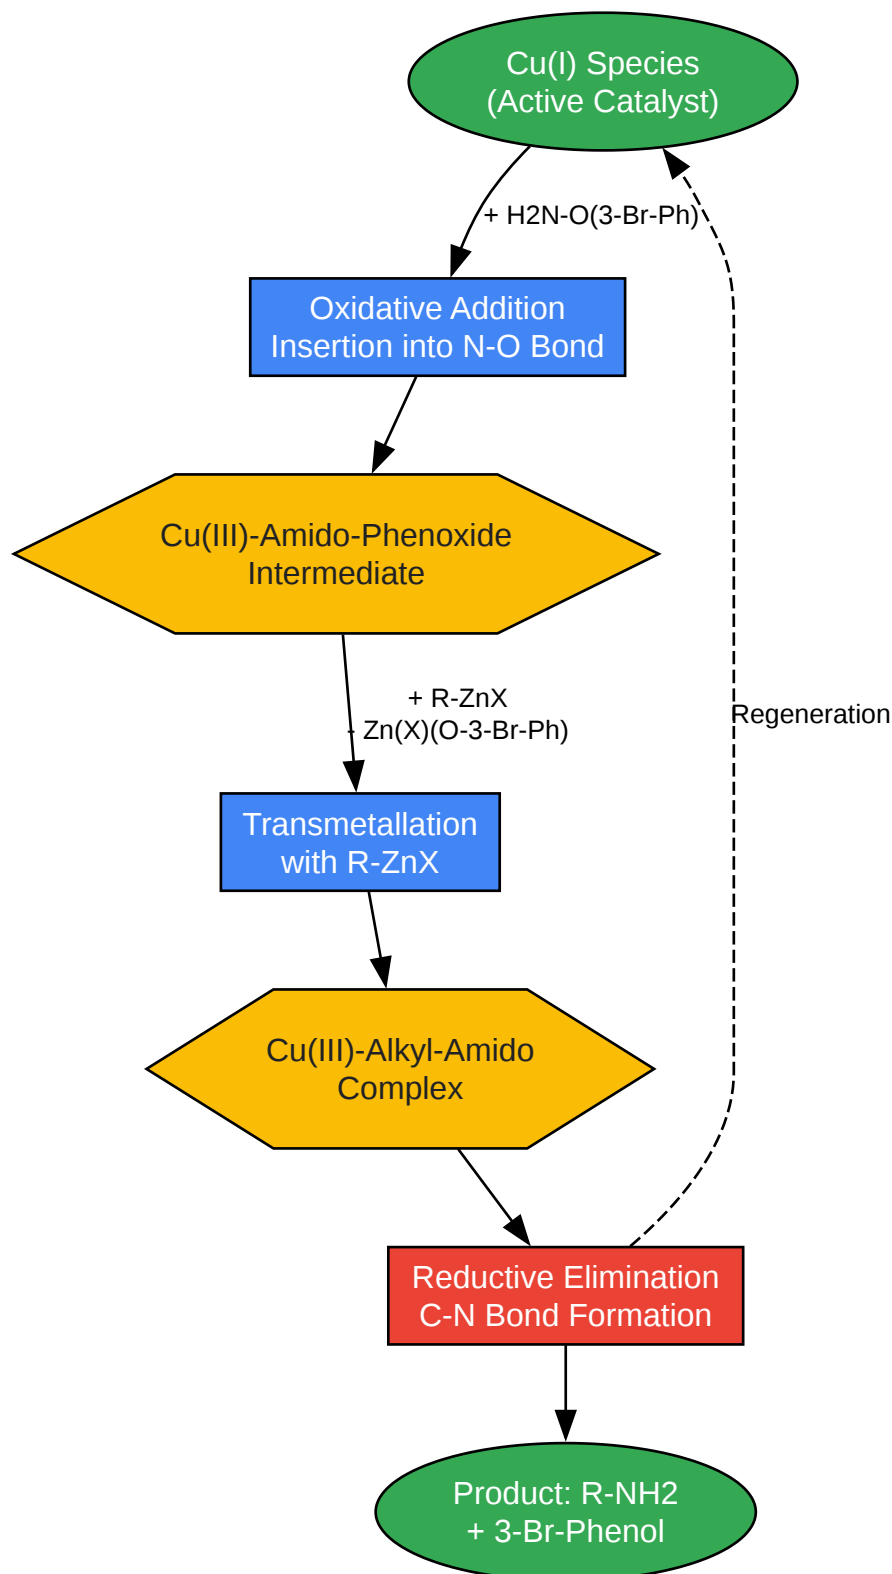 Cu(I) Species
(Active Catalyst)
+ H2N-O(3-Br-Ph)
Oxidative Addition
Insertion into N-O Bond
Cu(III)-Amido-Phenoxide
Intermediate
+ R-ZnX
- Zn(X)(O-3-Br-Ph)
Regeneration
Transmetallation
with R-ZnX
Cu(III)-Alkyl-Amido
Complex
Reductive Elimination
C-N Bond Formation
Product: R-NH2
+ 3-Br-Phenol